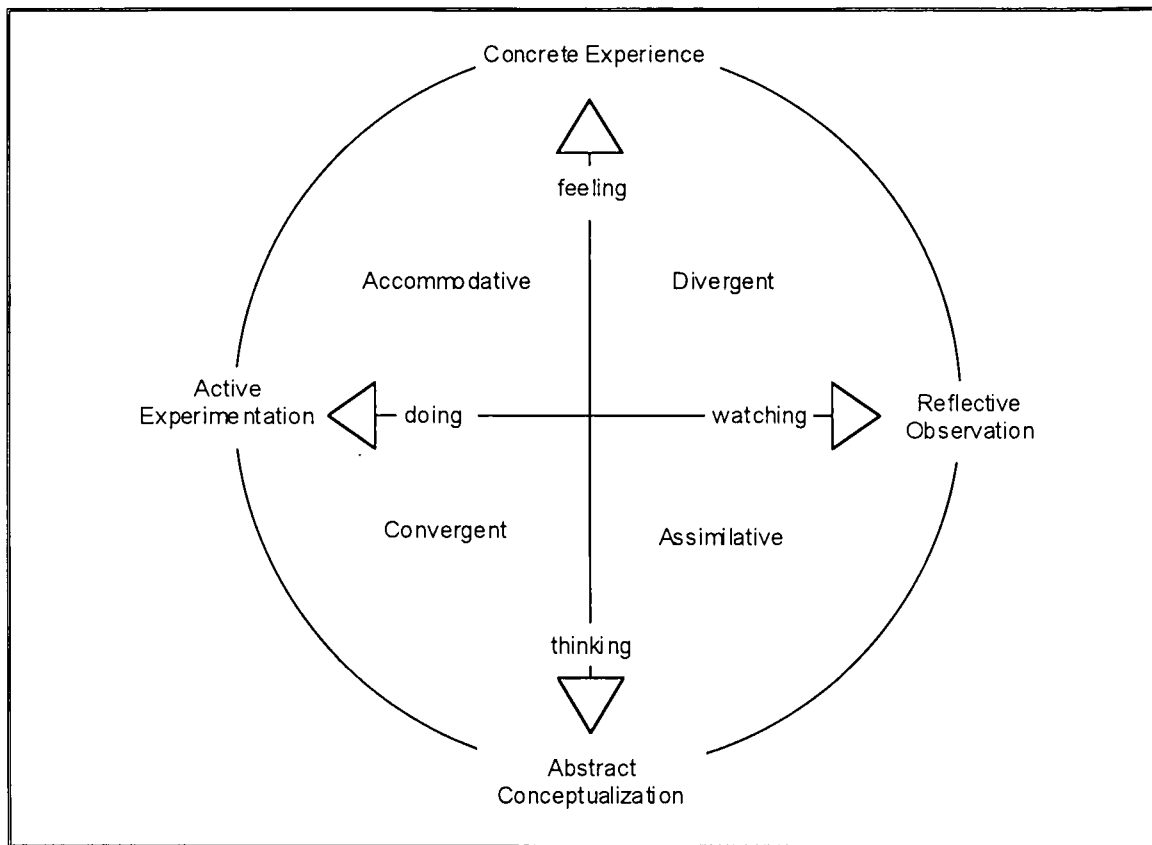 Concrete Experience
feeling
Accommodative
Divergent
Active
Experimentation
doing
watching
Reflective
Observation
Convergent
Assimilative
thinking
Abstract
Conceptualization